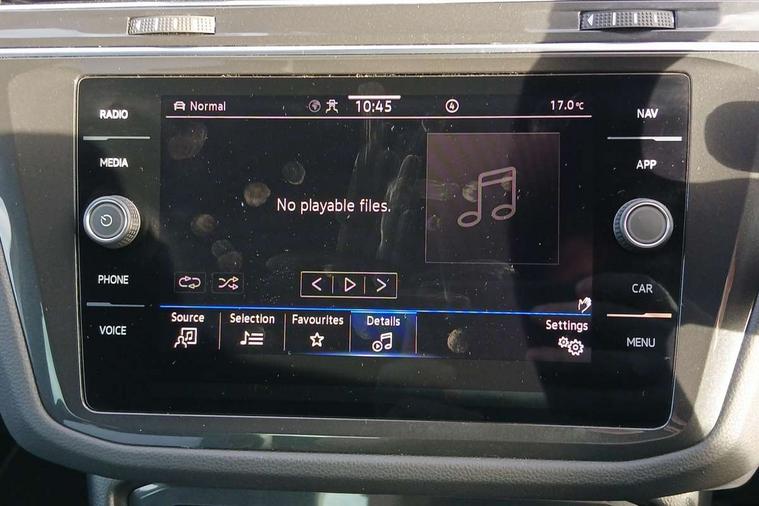 RADIO
MEDIA
PHONE
VOICE
Normal
10:45
4
17.0°C
No playable files.
Source
Selection
Favourites
Details
Settings
NAV
APP
CAR
MENU